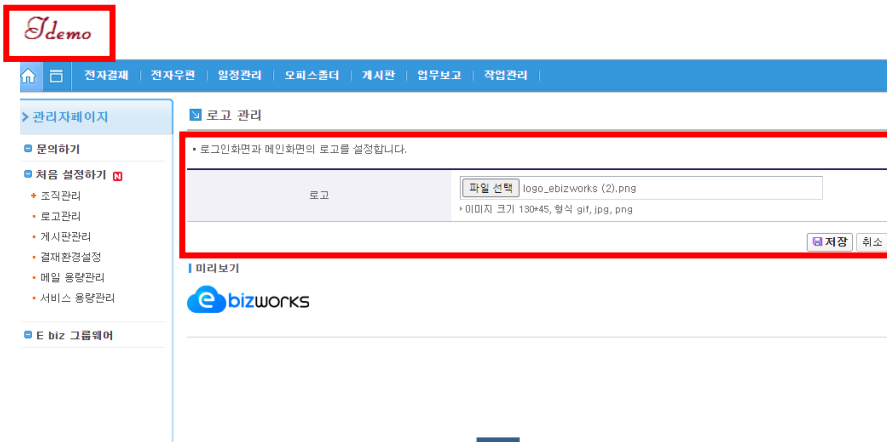 Idemo
전자결재 전자우편 일정관리 오피스폴더 게시판 업무보고 작업관리
관리자페이지
문의하기
처음 설정하기 N
조직관리
로고관리
게시판관리
결재환경설정
메일 용량관리
서비스 용량관리
E biz 그룹웨어
로고 관리
로그인화면과 메인화면의 로고를 설정합니다.
로고
파일 선택 logo_ebizworks (2).png
이미지 크기 130*45, 형식 gif, jpg, png
저장 취소
미리보기
e bizworks